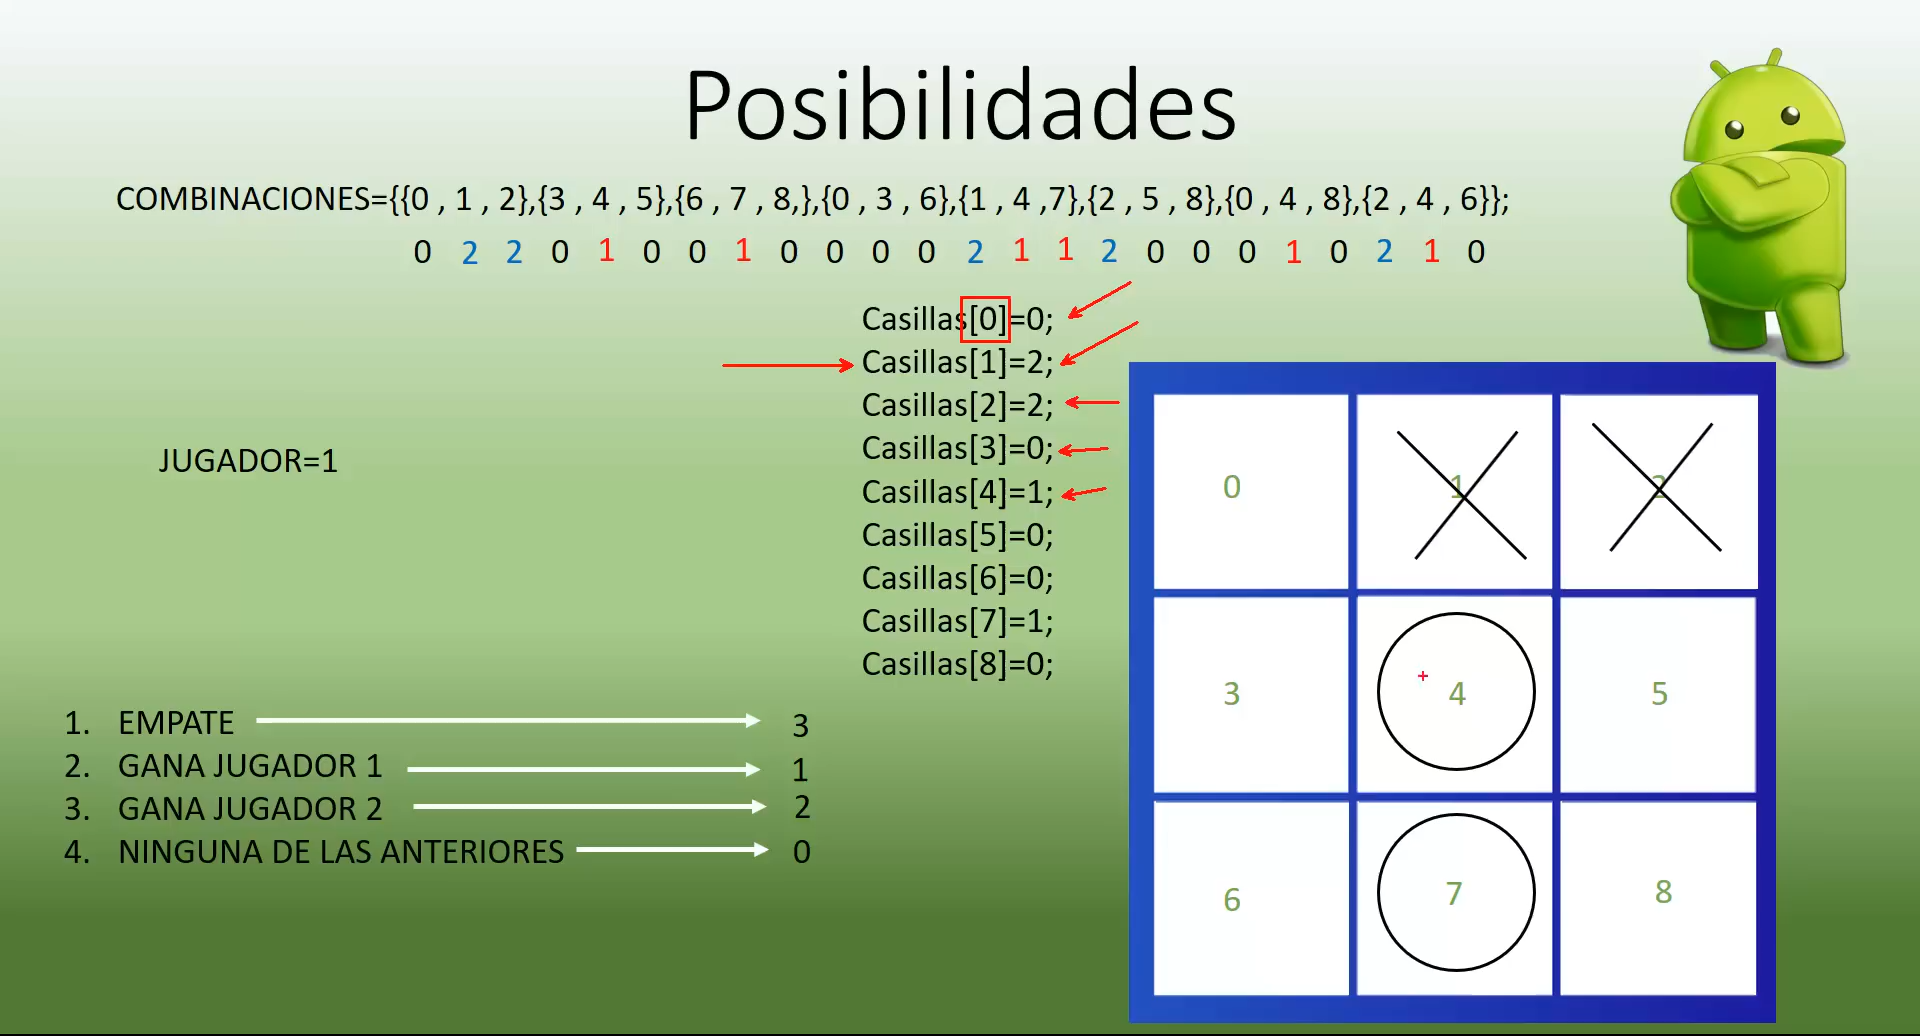 Posibilidades
COMBINACIONES={{0 , 1 , 2},{3 , 4 , 5},{6 , 7 , 8,},{0 , 3 , 6},{1 , 4 ,7},{2 , 5 , 8},{0 , 4 , 8},{2 , 4 , 6}};
0 2 2 0 1 0 0 1 0 0 0 0 2 1 1 2 0 0 0 1 0 2 1 0
Casillas[0]=0;
Casillas[1]=2;
Casillas[2]=2;
Casillas[3]=0;
Casillas[4]=1;
Casillas[5]=0;
Casillas[6]=0;
Casillas[7]=1;
Casillas[8]=0;
JUGADOR=1
1. EMPATE 3
2. GANA JUGADOR 1 1
3. GANA JUGADOR 2 2
4. NINGUNA DE LAS ANTERIORES 0
0 1 2
3 4 5
6 7 8